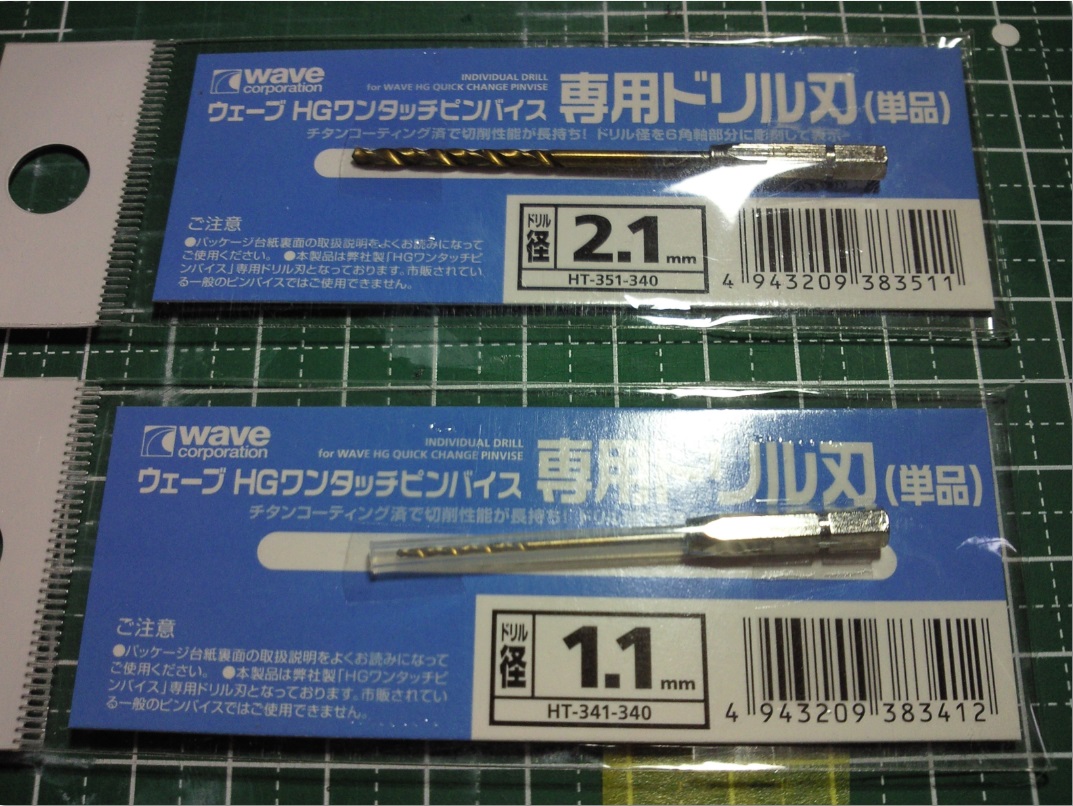 wave
corporation
INDIVIDUAL DRILL
for WAVE HG QUICK CHANGE PINVISE
ウェーブ HGワンタッチピンバイス 専用ドリル刃(単品)
チタンコーティング済で切削性能が長持ち! ドリル径を6角軸部分に彫刻して表示
ご注意
●パッケージ台紙裏面の取扱説明をよくお読みになって
ご使用ください。 ●本製品は弊社製「HGワンタッチピ
ンバイス」専用ドリル刃となっております。市販されてい
る一般のピンバイスではご使用できません。
ドリル
径
2.1 mm
HT-351-340
4 943209 383511
wave
corporation
INDIVIDUAL DRILL
for WAVE HG QUICK CHANGE PINVISE
ウェーブ HGワンタッチピンバイス 専用ドリル刃(単品)
チタンコーティング済で切削性能が長持ち! ドリル
ご注意
●パッケージ台紙裏面の取扱説明をよくお読みになって
ご使用ください。 ●本製品は弊社製「HGワンタッチピ
ンバイス」専用ドリル刃となっております。市販されてい
る一般のピンバイスではご使用できません。
ドリル
径
1.1 mm
HT-341-340
4 943209 383412